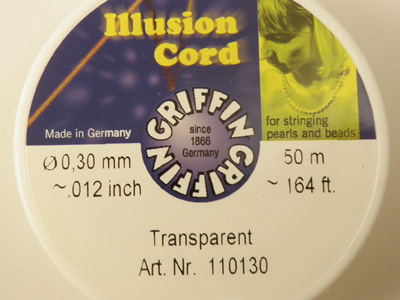 Illusion
Cord
Made in Germany
GRIFFIN GRIFFIN
since
1866
Germany
for stringing
pearls and beads
Ø 0,30 mm
~.012 inch
50 m
~ 164 ft.
Transparent
Art. Nr. 110130